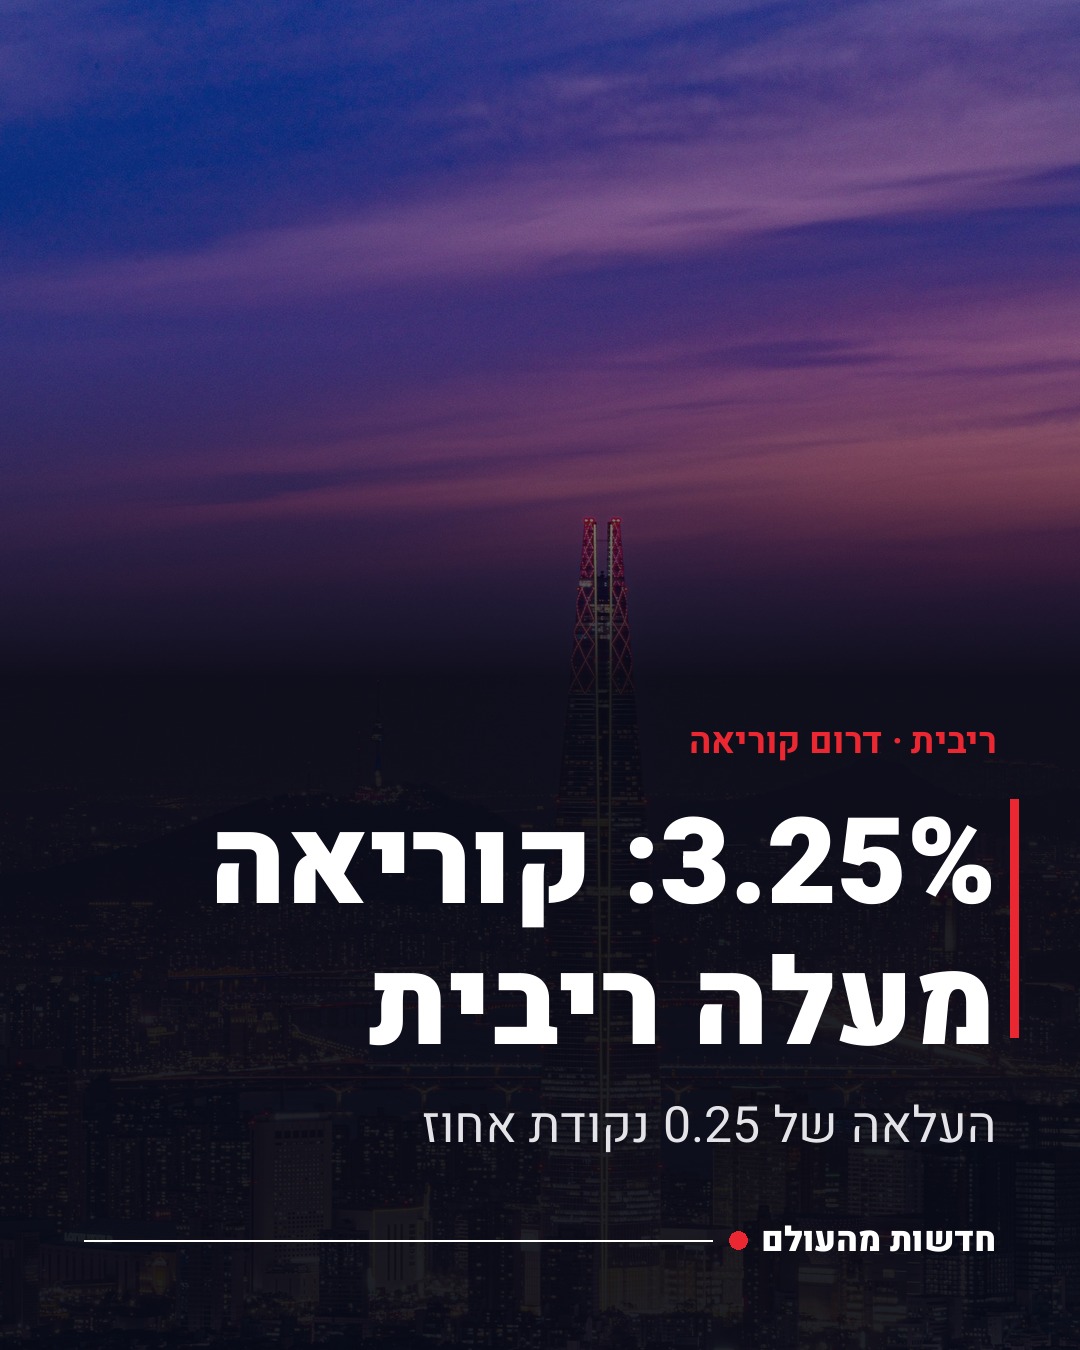 ריבית · דרום קוריאה
3.25%: קוריאה
מעלה ריבית
העלאה של 0.25 נקודת אחוז
חדשות מהעולם